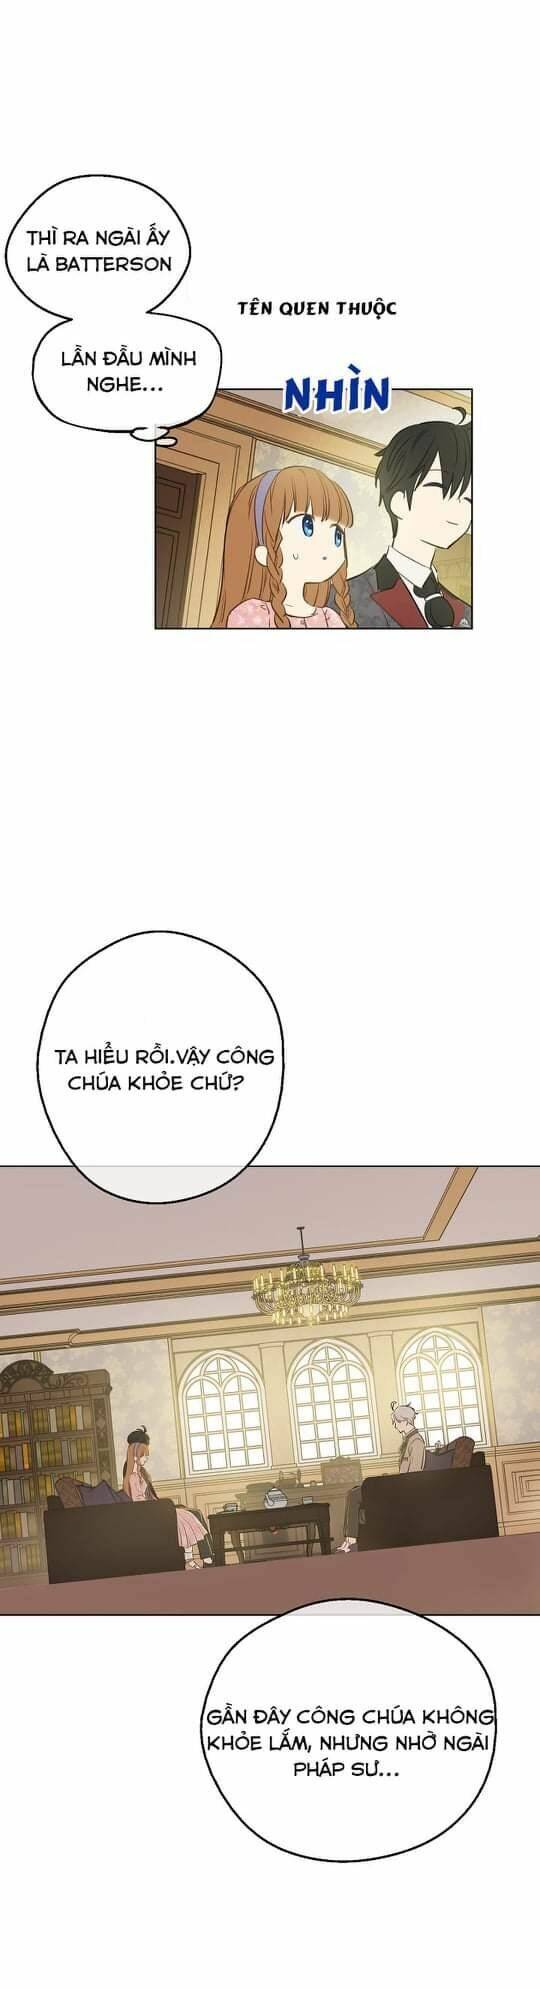 THÌ RA NGÀI ẤY
LÀ BATTERSON
TÊN QUEN THUỘC
LẦN ĐẦU MÌNH
NGHE...
NHÌN
TA HIỂU RỒI.VẬY CÔNG
CHÚA KHỎE CHỨ?
GẦN ĐÂY CÔNG CHÚA KHÔNG
KHỎE LẮM, NHƯNG NHỜ NGÀI
PHÁP SƯ...